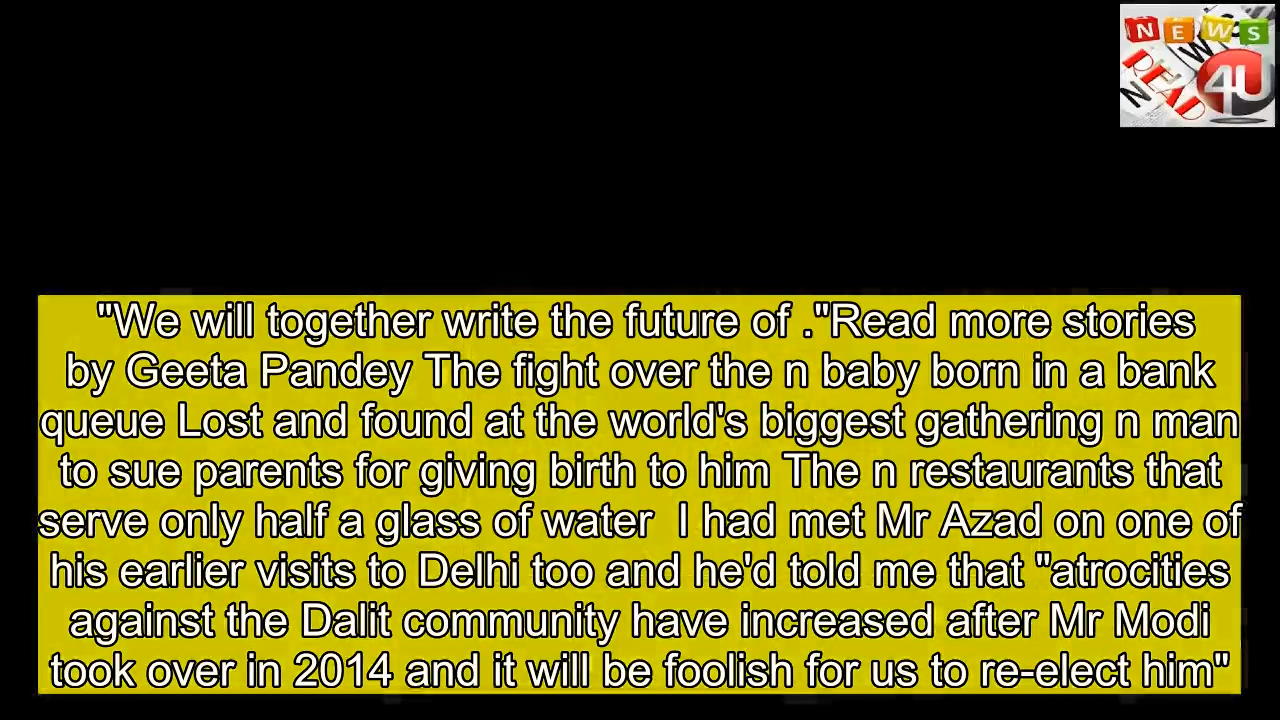 NEWS
READ
4U
"We will together write the future of ."Read more stories
by Geeta Pandey The fight over the n baby born in a bank
queue Lost and found at the world's biggest gathering n man
to sue parents for giving birth to him The n restaurants that
serve only half a glass of water  I had met Mr Azad on one of
his earlier visits to Delhi too and he'd told me that "atrocities
against the Dalit community have increased after Mr Modi
took over in 2014 and it will be foolish for us to re-elect him"